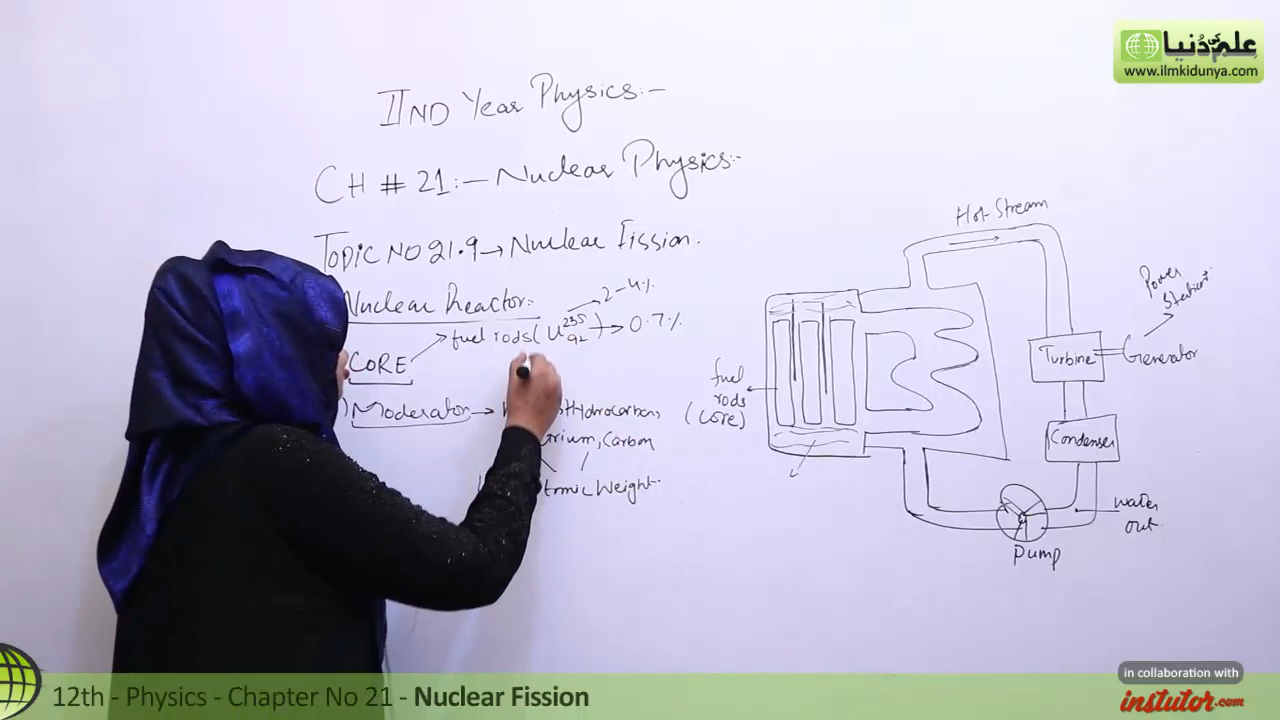 علم کی دُنیا
www.ilmkidunya.com
IIND Year Physics:-
CH # 21:- Nuclear Physics:-
Topic No 21.9 → Nuclear Fission.
Nuclear Reactor:-
2-4%
fuel rods (U 235 92) → 0.7%
CORE
Moderator → Hydrocarbon,
Carbon
Weight.
Hot-Stream
Power
Station
Turbine
Generator
fuel
rods
(Core)
Condenser
water
out
Pump
12th - Physics - Chapter No 21 - Nuclear Fission
in collaboration with
instutor.com